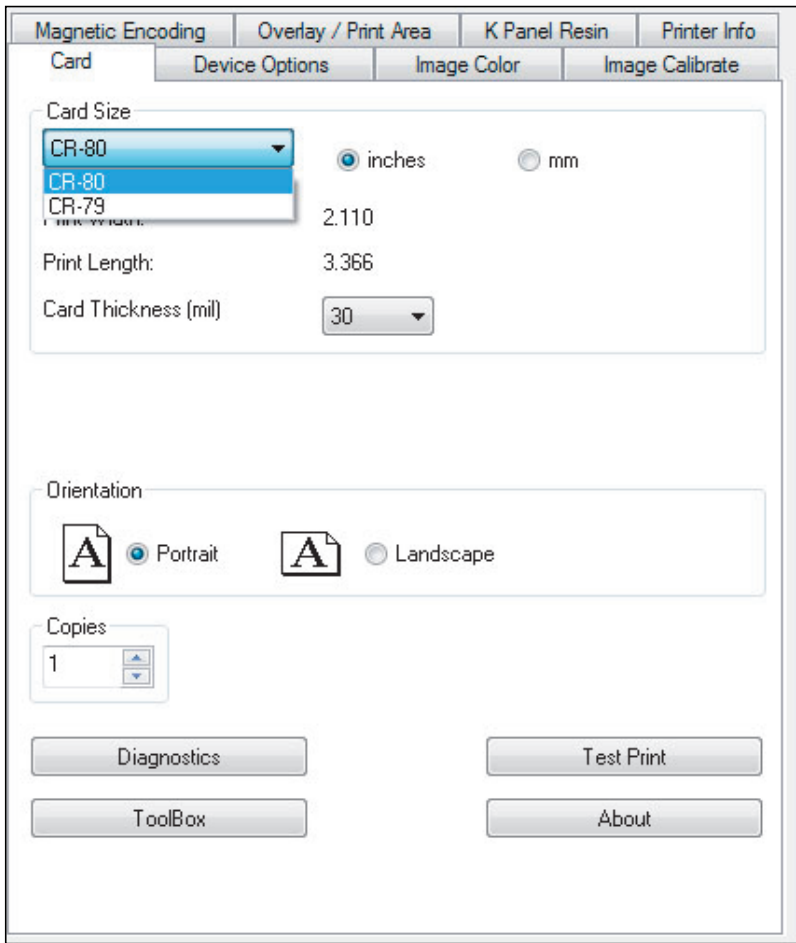 Magnetic Encoding Overlay / Print Area K Panel Resin Printer Info
Card Device Options Image Color Image Calibrate
Card Size
CR-80 inches mm
CR-80
CR-79
Print Width: 2.110
Print Length: 3.366
Card Thickness (mil) 30
Orientation
A Portrait A Landscape
Copies
1
Diagnostics Test Print
ToolBox About